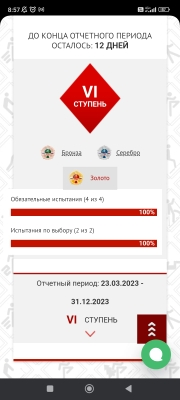 8:57
ДО КОНЦА ОТЧЕТНОГО ПЕРИОДА
ОСТАЛОСЬ: 12 ДНЕЙ
VI
СТУПЕНЬ
Бронза
Серебро
Золото
Обязательные испытания (4 из 4)
100%
Испытания по выбору (2 из 2)
100%
Отчетный период: 23.03.2023 -
31.12.2023
VI СТУПЕНЬ